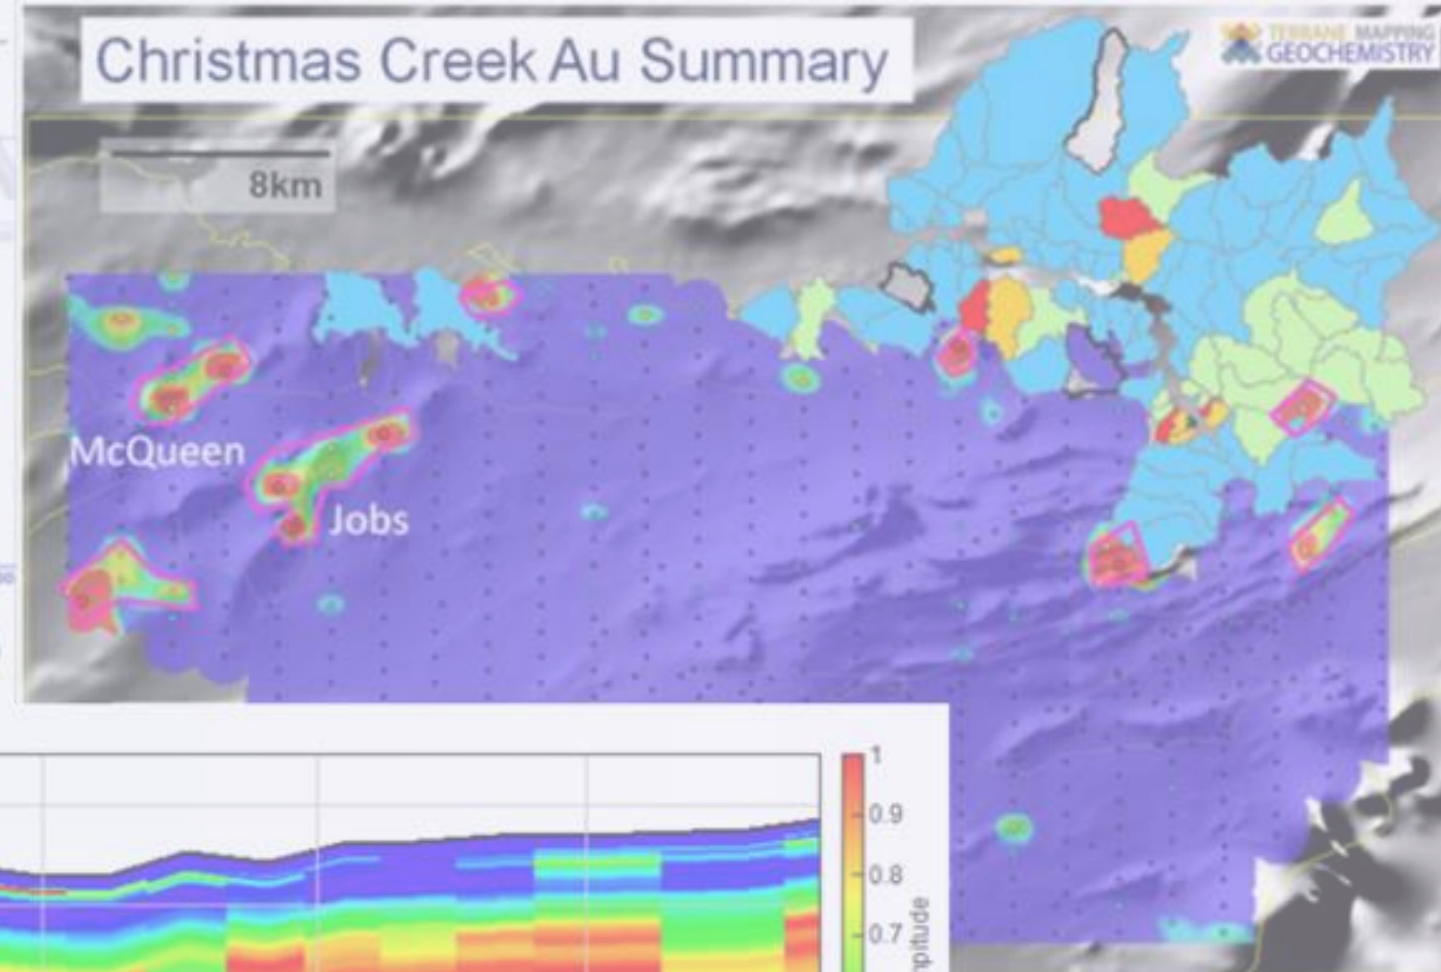 Christmas Creek Au Summary
TERRANE MAPPING
GEOCHEMISTRY
8km
McQueen
Jobs
1
0.9
0.8
0.7